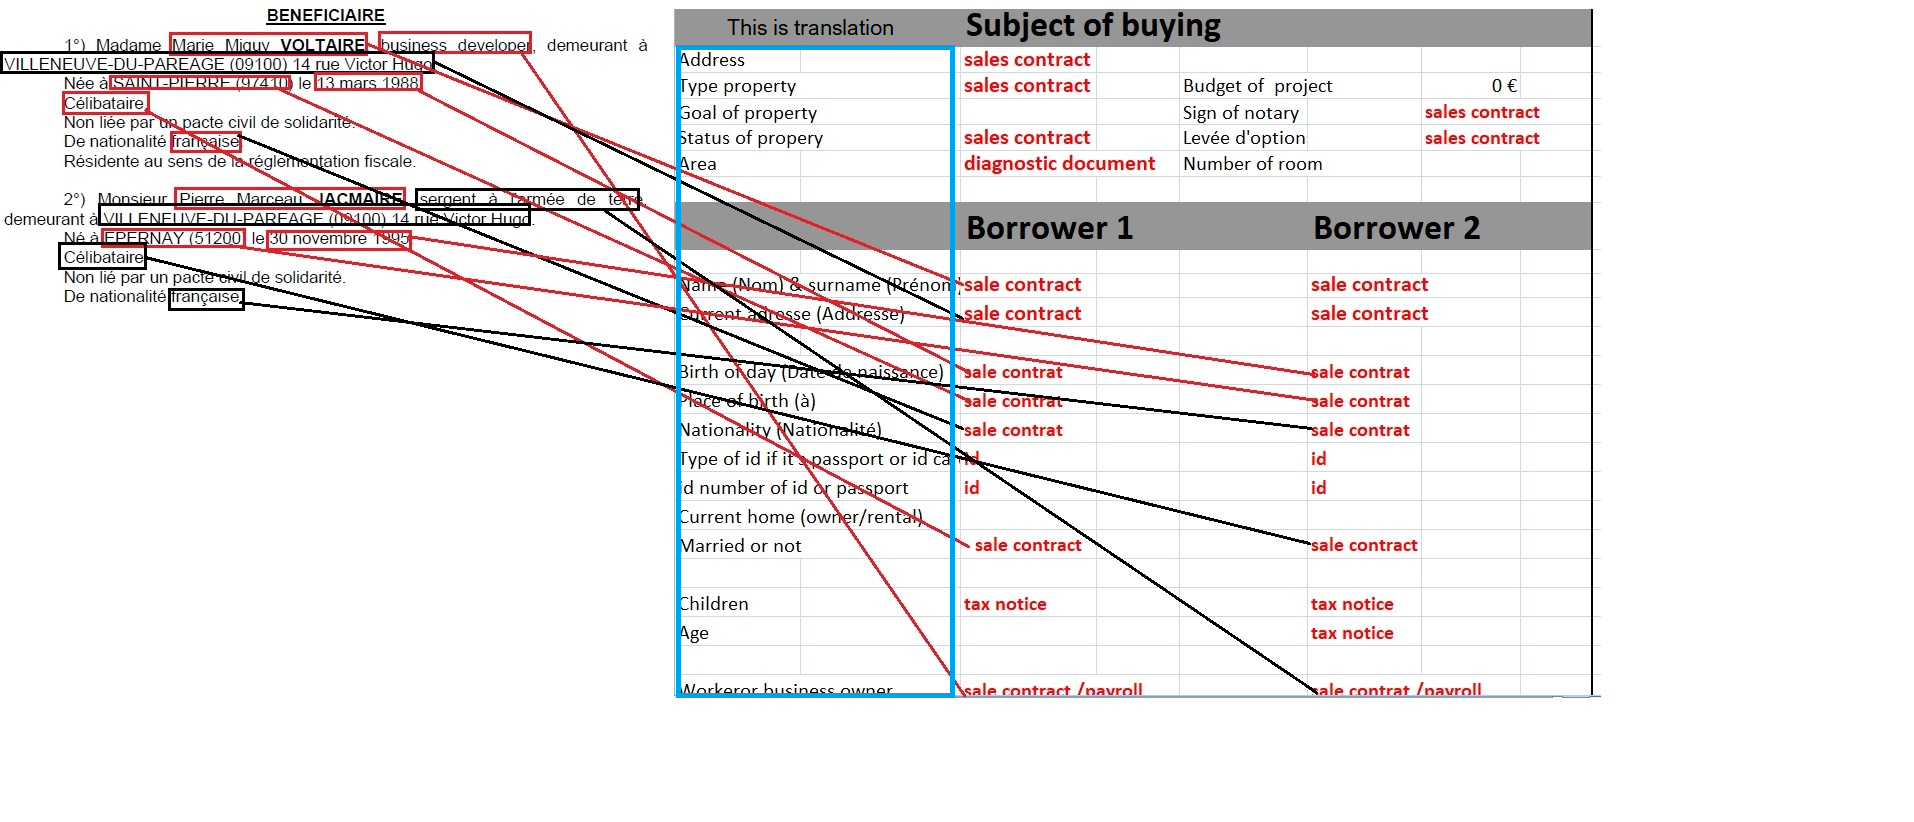 BENEFICIAIRE
1°) Madame Marie Miguy VOLTAIRE, business developer, demeurant à
VILLENEUVE-DU-PAREAGE (09100) 14 rue Victor Hugo.
Née à SAINT-PIERRE (97410) le 13 mars 1988.
Célibataire.
Non liée par un pacte civil de solidarité.
De nationalité française.
Résidente au sens de la réglementation fiscale.
2°) Monsieur Pierre Marceau JACMAIRE, sergent à l'armée de terre,
demeurant à VILLENEUVE-DU-PAREAGE (09100) 14 rue Victor Hugo.
Né à EPERNAY (51200) le 30 novembre 1995.
Célibataire.
Non lié par un pacte civil de solidarité.
De nationalité française.
This is translation Subject of buying
Address sales contract
Type property sales contract Budget of project 0 €
Goal of property Sign of notary sales contract
Status of propery sales contract Levée d'option sales contract
Area diagnostic document Number of room
Borrower 1 Borrower 2
Name (Nom) & surname (Prénom) sale contract sale contract
Current adresse (Addresse) sale contract sale contract
Birth of day (Date de naissance) sale contrat sale contrat
Place of birth (à) sale contrat sale contrat
Nationality (Nationalité) sale contrat sale contrat
Type of id if it's passport or id ca id id
id number of id or passport id id
Current home (owner/rental)
Married or not sale contract sale contract
Children tax notice tax notice
Age tax notice
Workeror business owner sale contract /payroll sale contrat /payroll